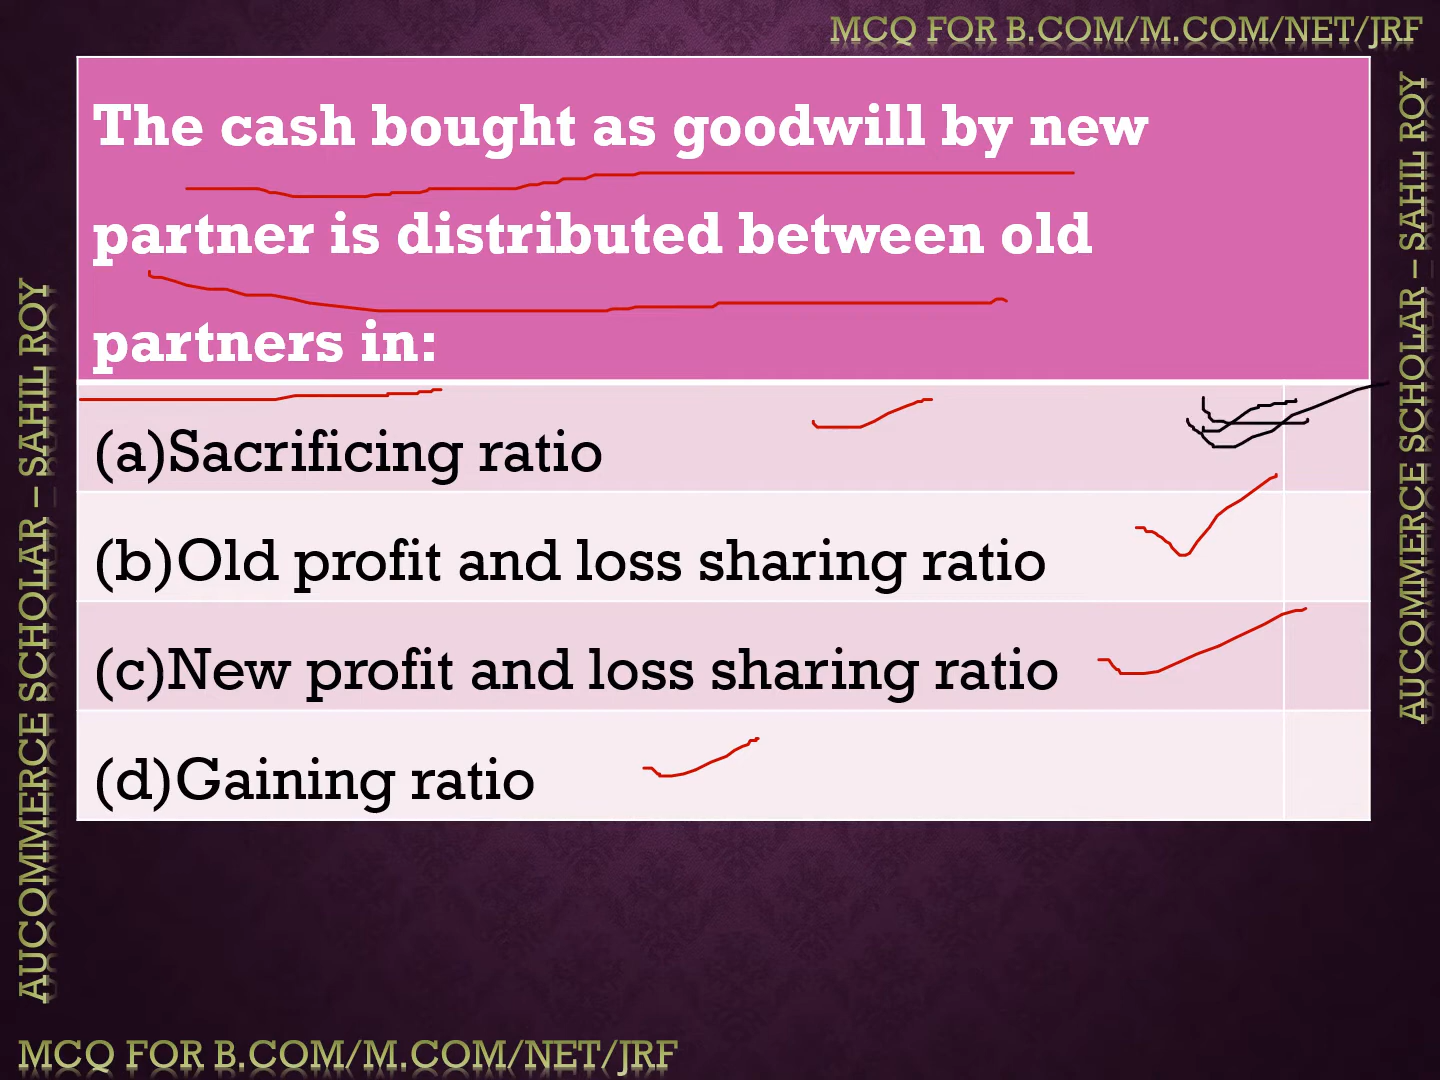 MCQ FOR B.COM/M.COM/NET/JRF
The cash bought as goodwill by new
partner is distributed between old
partners in:
(a)Sacrificing ratio
(b)Old profit and loss sharing ratio
(c)New profit and loss sharing ratio
(d)Gaining ratio
AUCOMMERCE SCHOLAR – SAHIL ROY
AUCOMMERCE SCHOLAR – SAHIL ROY
MCQ FOR B.COM/M.COM/NET/JRF